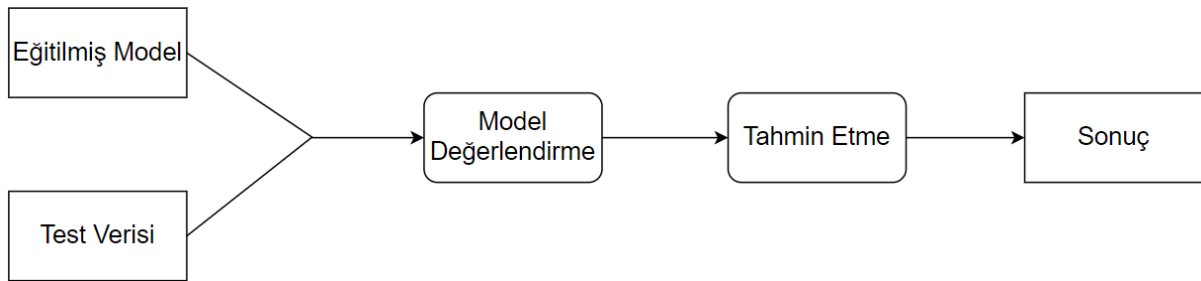 Eğitilmiş Model
Test Verisi
Model
Değerlendirme
Tahmin Etme
Sonuç